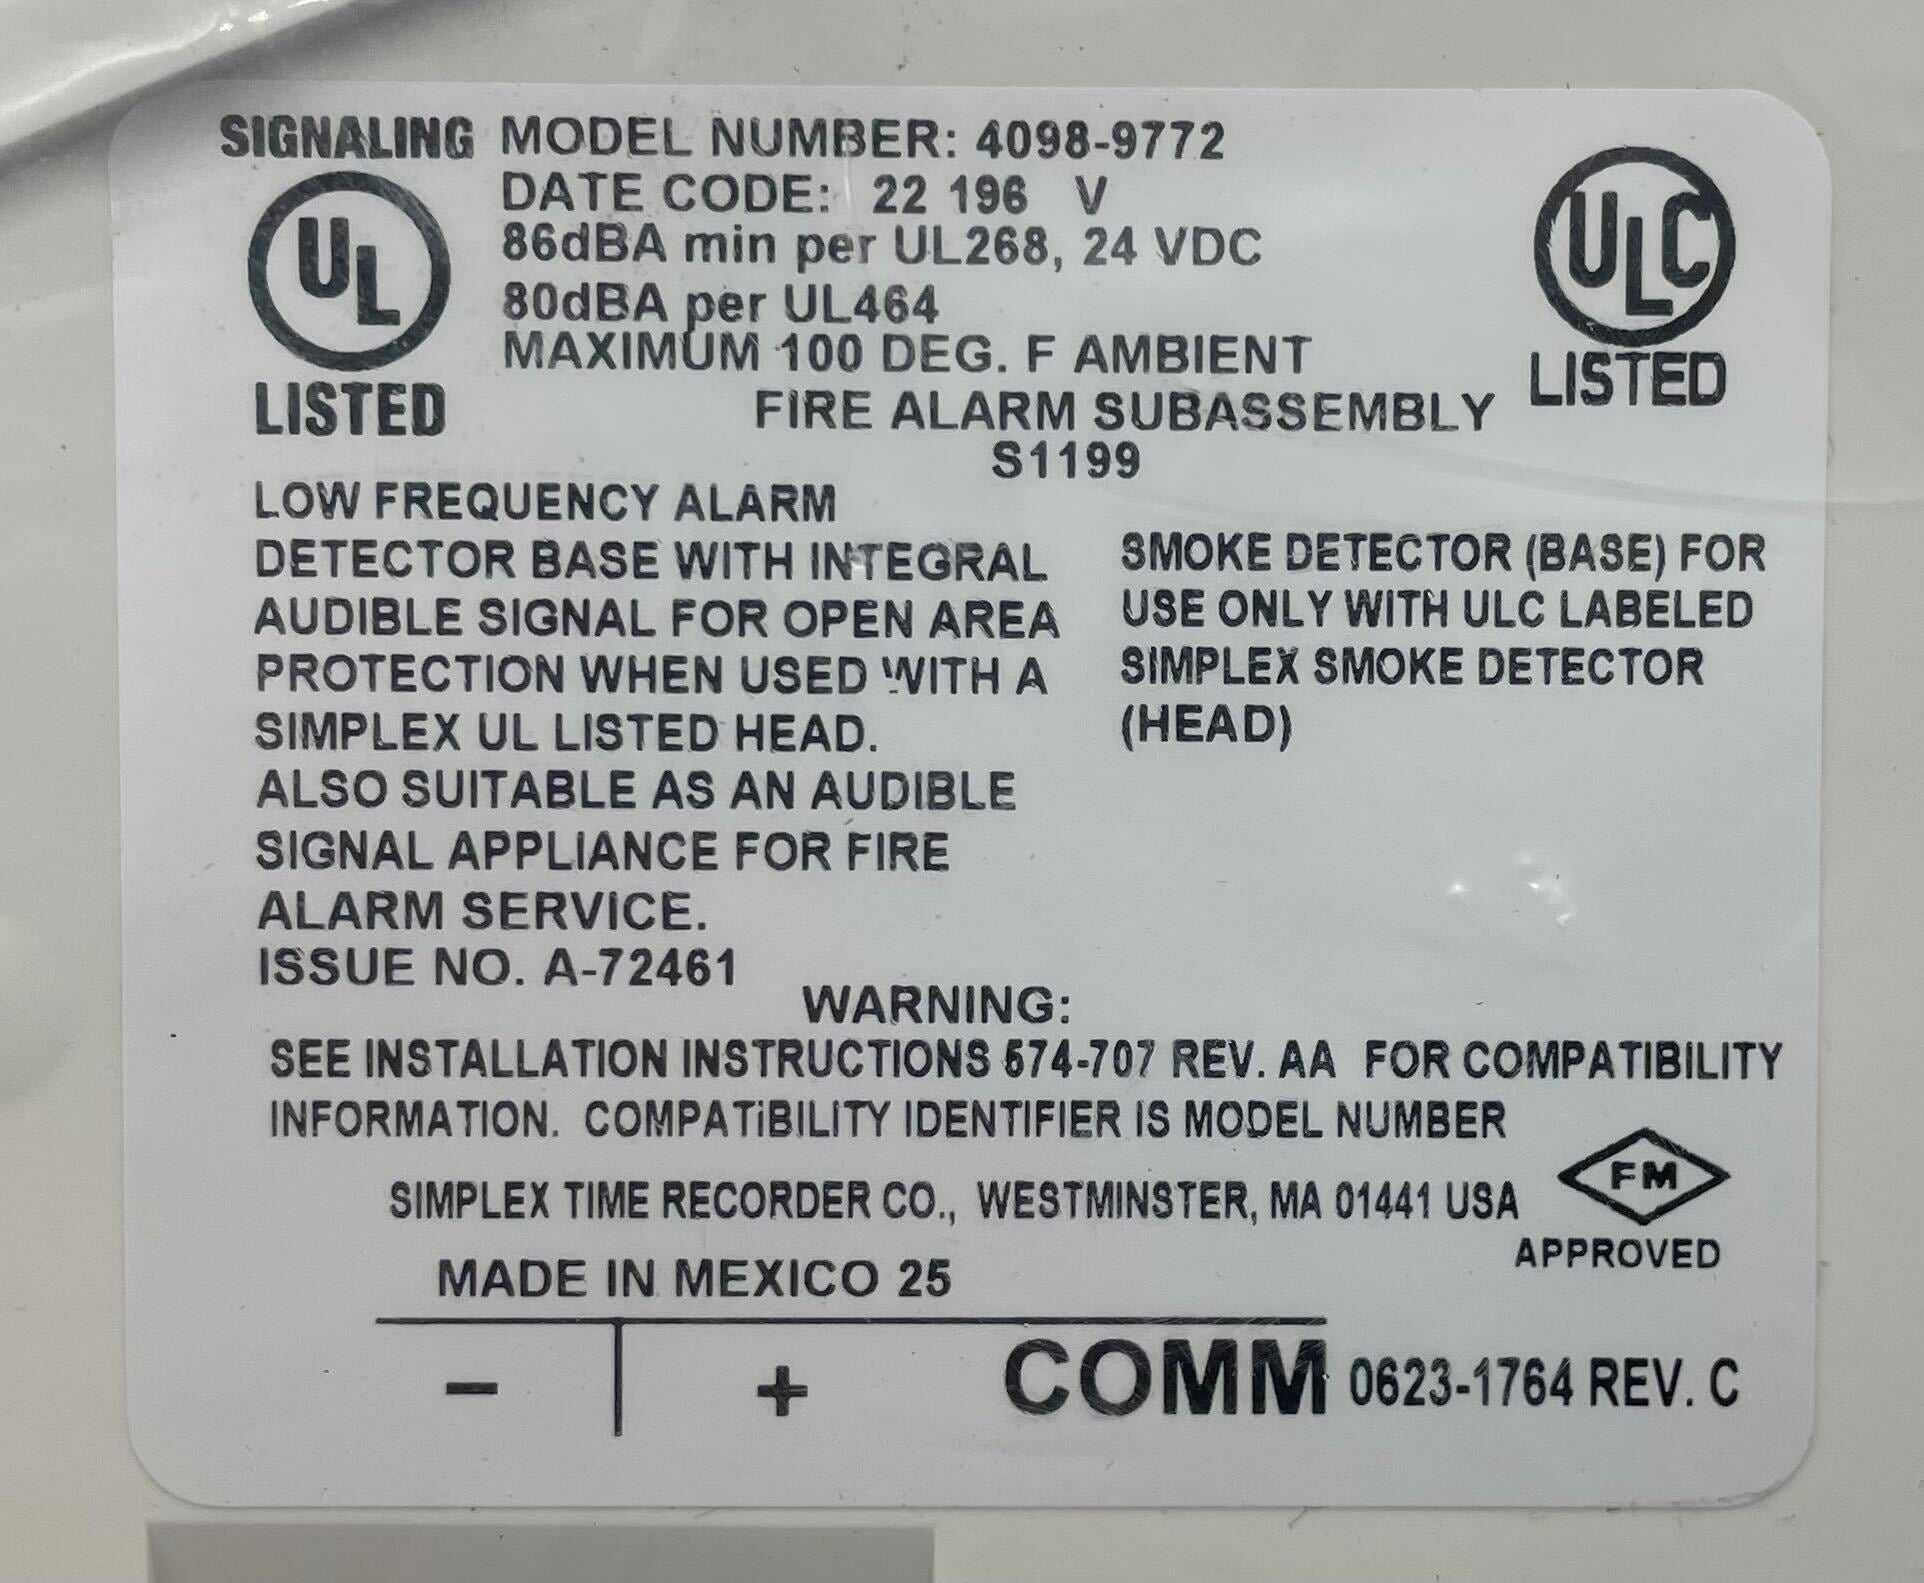 SIGNALING MODEL NUMBER: 4098-9772
DATE CODE: 22 196 V
UL
86dBA min per UL268, 24 VDC
ULC
80dBA per UL464
MAXIMUM 100 DEG. F AMBIENT
LISTED
LISTED
FIRE ALARM SUBASSEMBLY
S1199
LOW FREQUENCY ALARM
DETECTOR BASE WITH INTEGRAL
AUDIBLE SIGNAL FOR OPEN AREA
PROTECTION WHEN USED WITH A
SIMPLEX UL LISTED HEAD.
ALSO SUITABLE AS AN AUDIBLE
SIGNAL APPLIANCE FOR FIRE
ALARM SERVICE.
ISSUE NO. A-72461
SMOKE DETECTOR (BASE) FOR
USE ONLY WITH ULC LABELED
SIMPLEX SMOKE DETECTOR
(HEAD)
WARNING:
SEE INSTALLATION INSTRUCTIONS 574-707 REV. AA FOR COMPATIBILITY
INFORMATION. COMPATIBILITY IDENTIFIER IS MODEL NUMBER
FM
APPROVED
SIMPLEX TIME RECORDER CO., WESTMINSTER, MA 01441 USA
MADE IN MEXICO 25
- + COMM 0623-1764 REV. C